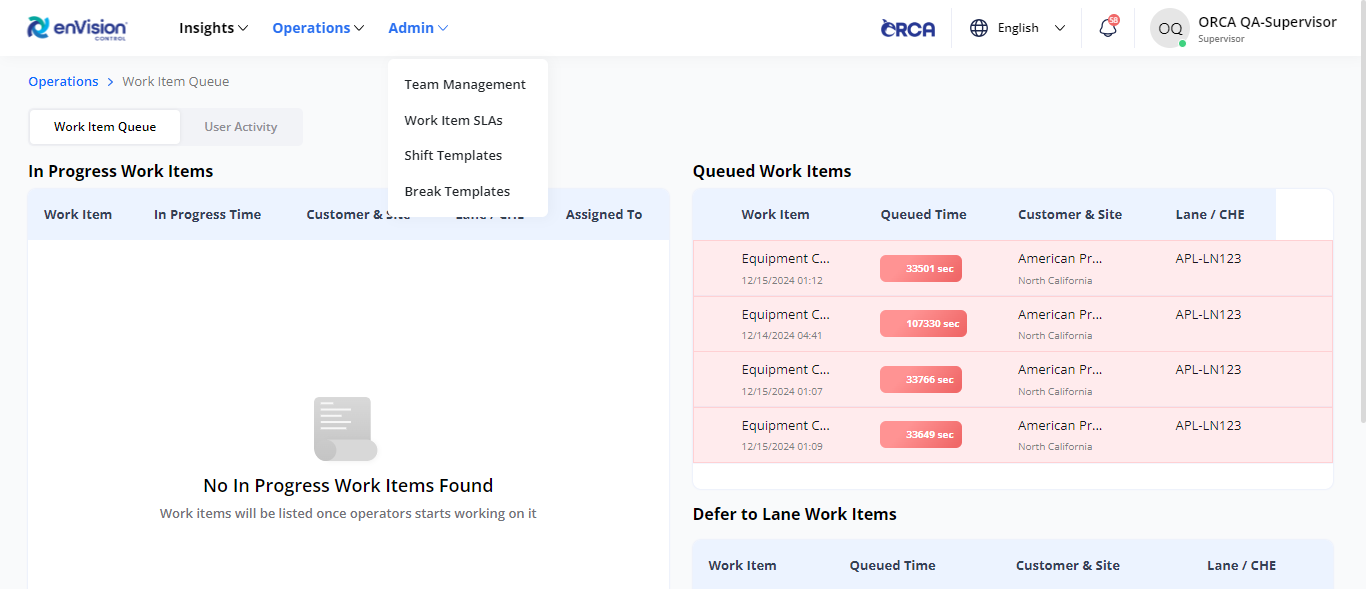 enVision
CONTROL
Insights
Operations
Admin
ORCA
English
58
OQ
ORCA QA-Supervisor
Supervisor
Operations > Work Item Queue
Team Management
Work Item SLAs
Shift Templates
Break Templates
Work Item Queue
User Activity
In Progress Work Items
Work Item In Progress Time Customer & Site Lane / CHE Assigned To
No In Progress Work Items Found
Work items will be listed once operators starts working on it
Queued Work Items
Work Item Queued Time Customer & Site Lane / CHE
Equipment C... 33501 sec American Pr... APL-LN123
12/15/2024 01:12 North California
Equipment C... 107330 sec American Pr... APL-LN123
12/14/2024 04:41 North California
Equipment C... 33766 sec American Pr... APL-LN123
12/15/2024 01:07 North California
Equipment C... 33649 sec American Pr... APL-LN123
12/15/2024 01:09 North California
Defer to Lane Work Items
Work Item Queued Time Customer & Site Lane / CHE